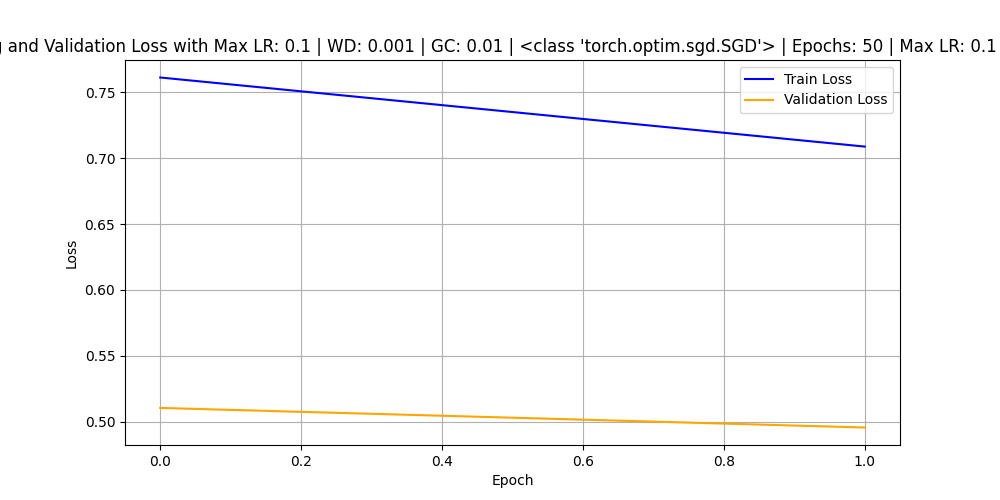 and Validation Loss with Max LR: 0.1 | WD: 0.001 | GC: 0.01 | <class 'torch.optim.sgd.SGD'> | Epochs: 50 | Max LR: 0.1
Train Loss
Validation Loss
0.75
0.70
0.65
0.60
0.55
0.50
Loss
0.0 0.2 0.4 0.6 0.8 1.0
Epoch